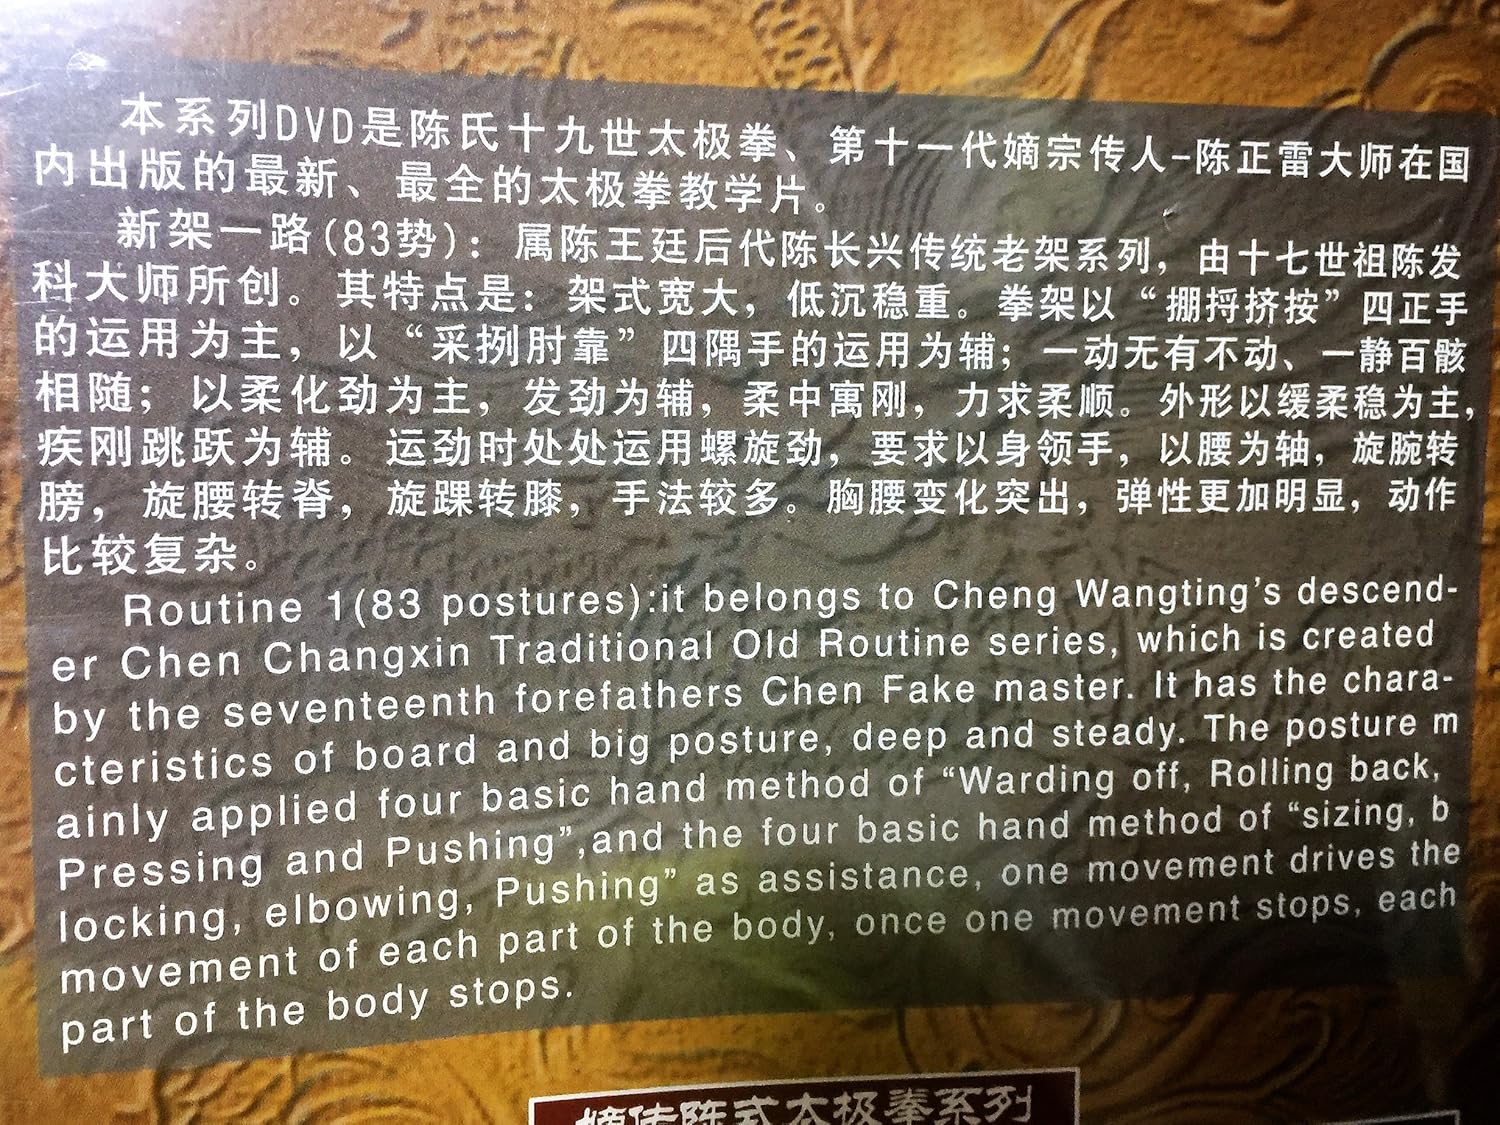 本系列DVD是陈氏十九世太极拳、第十一代嫡宗传人-陈正雷大师在国
内出版的最新、最全的太极拳教学片。
新架一路(83势)：属陈王廷后代陈长兴传统老架系列，由十七世祖陈发
科大师所创。其特点是：架式宽大，低沉稳重。拳架以“掤捋挤按”四正手
的运用为主，以“采挒肘靠”四隅手的运用为辅；一动无有不动、一静百骸
相随；以柔化劲为主，发劲为辅，柔中寓刚，力求柔顺。外形以缓柔稳为主，
疾刚跳跃为辅。运劲时处处运用螺旋劲，要求以身领手，以腰为轴，旋腕转
膀，旋腰转脊，旋踝转膝，手法较多。胸腰变化突出，弹性更加明显，动作
比较复杂。
Routine 1(83 postures):it belongs to Cheng Wangting's descend-
er Chen Changxin Traditional Old Routine series, which is created
by the seventeenth forefathers Chen Fake master. It has the chara-
cteristics of board and big posture, deep and steady. The posture m
ainly applied four basic hand method of “Warding off, Rolling back,
Pressing and Pushing”,and the four basic hand method of “sizing, b
locking, elbowing, Pushing” as assistance, one movement drives the
movement of each part of the body, once one movement stops, each
part of the body stops.
嫡传陈式太极拳系列